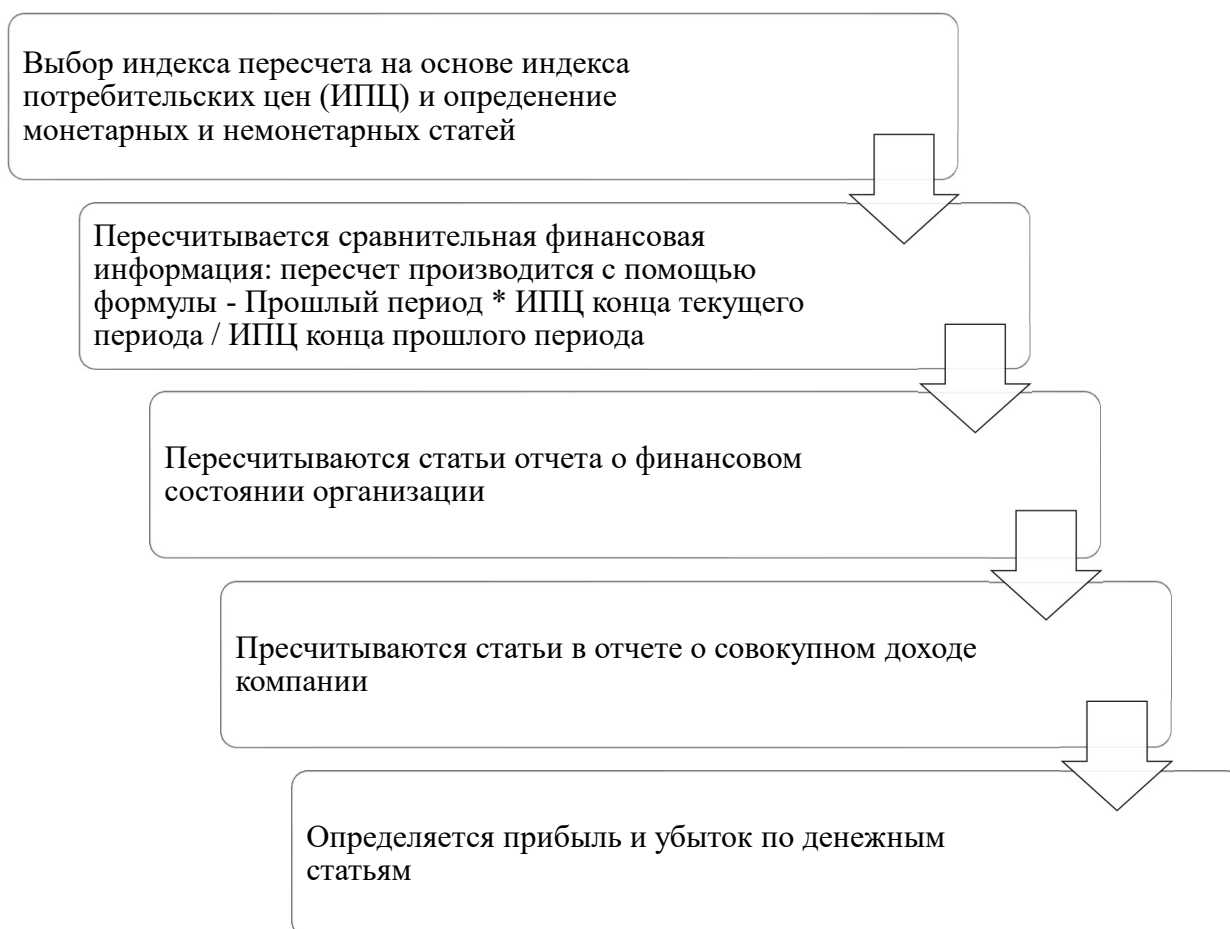 Выбор индекса пересчета на основе индекса
потребительских цен (ИПЦ) и опреденение
монетарных и немонетарных статей
Пересчитывается сравнительная финансовая
информация: пересчет производится с помощью
формулы - Прошлый период * ИПЦ конца текущего
периода / ИПЦ конца прошлого периода
Пересчитываются статьи отчета о финансовом
состоянии организации
Пресчитываются статьи в отчете о совокупном доходе
компании
Определяется прибыль и убыток по денежным
статьям